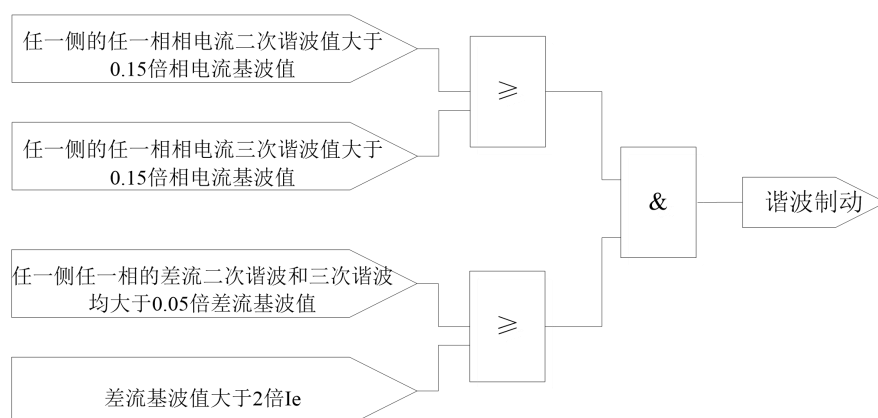 任一侧的任一相相电流二次谐波值大于
0.15倍相电流基波值
≥
任一侧的任一相相电流三次谐波值大于
0.15倍相电流基波值
&
谐波制动
任一侧任一相的差流二次谐波和三次谐波
均大于0.05倍差流基波值
≥
差流基波值大于2倍Ie